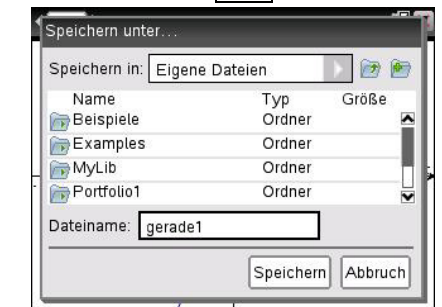 Speichern unter...
Speichern in: Eigene Dateien
Name Typ Größe
Beispiele Ordner
Examples Ordner
MyLib Ordner
Portfolio1 Ordner
Dateiname: gerade1
Speichern Abbruch